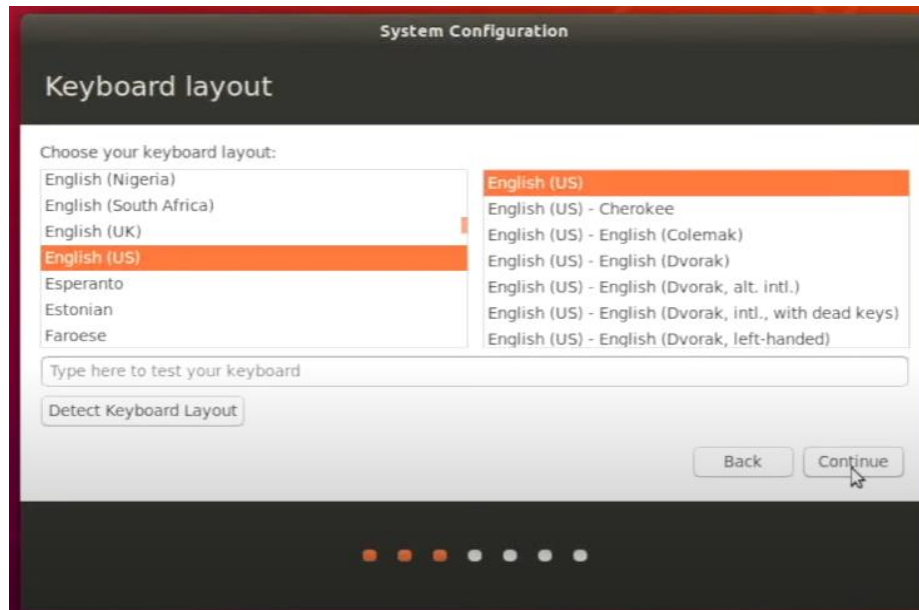 System Configuration
Keyboard layout
Choose your keyboard layout:
English (Nigeria)
English (South Africa)
English (UK)
English (US)
Esperanto
Estonian
Faroese
English (US)
English (US) - Cherokee
English (US) - English (Colemak)
English (US) - English (Dvorak)
English (US) - English (Dvorak, alt. intl.)
English (US) - English (Dvorak, intl., with dead keys)
English (US) - English (Dvorak, left-handed)
Type here to test your keyboard
Detect Keyboard Layout
Back
Continue